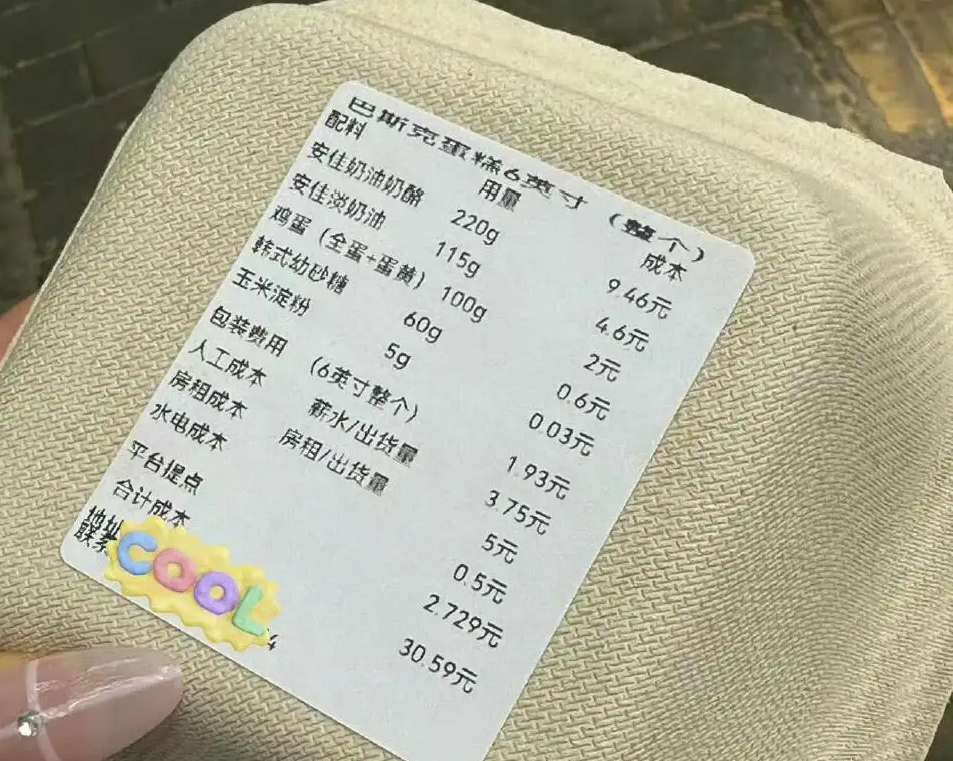 巴斯克蛋糕6英寸（整个）
配料 用量 成本
安佳奶油奶酪 220g 9.46元
安佳淡奶油 115g 4.6元
鸡蛋（全蛋+蛋黄） 100g 2元
韩式幼砂糖 60g 0.6元
玉米淀粉 5g 0.03元
包装费用 （6英寸整个） 1.93元
人工成本 薪水/出货量 3.75元
房租成本 房租/出货量 5元
水电成本 0.5元
平台提点 2.729元
合计成本 30.59元
地址
联系
COOL
4